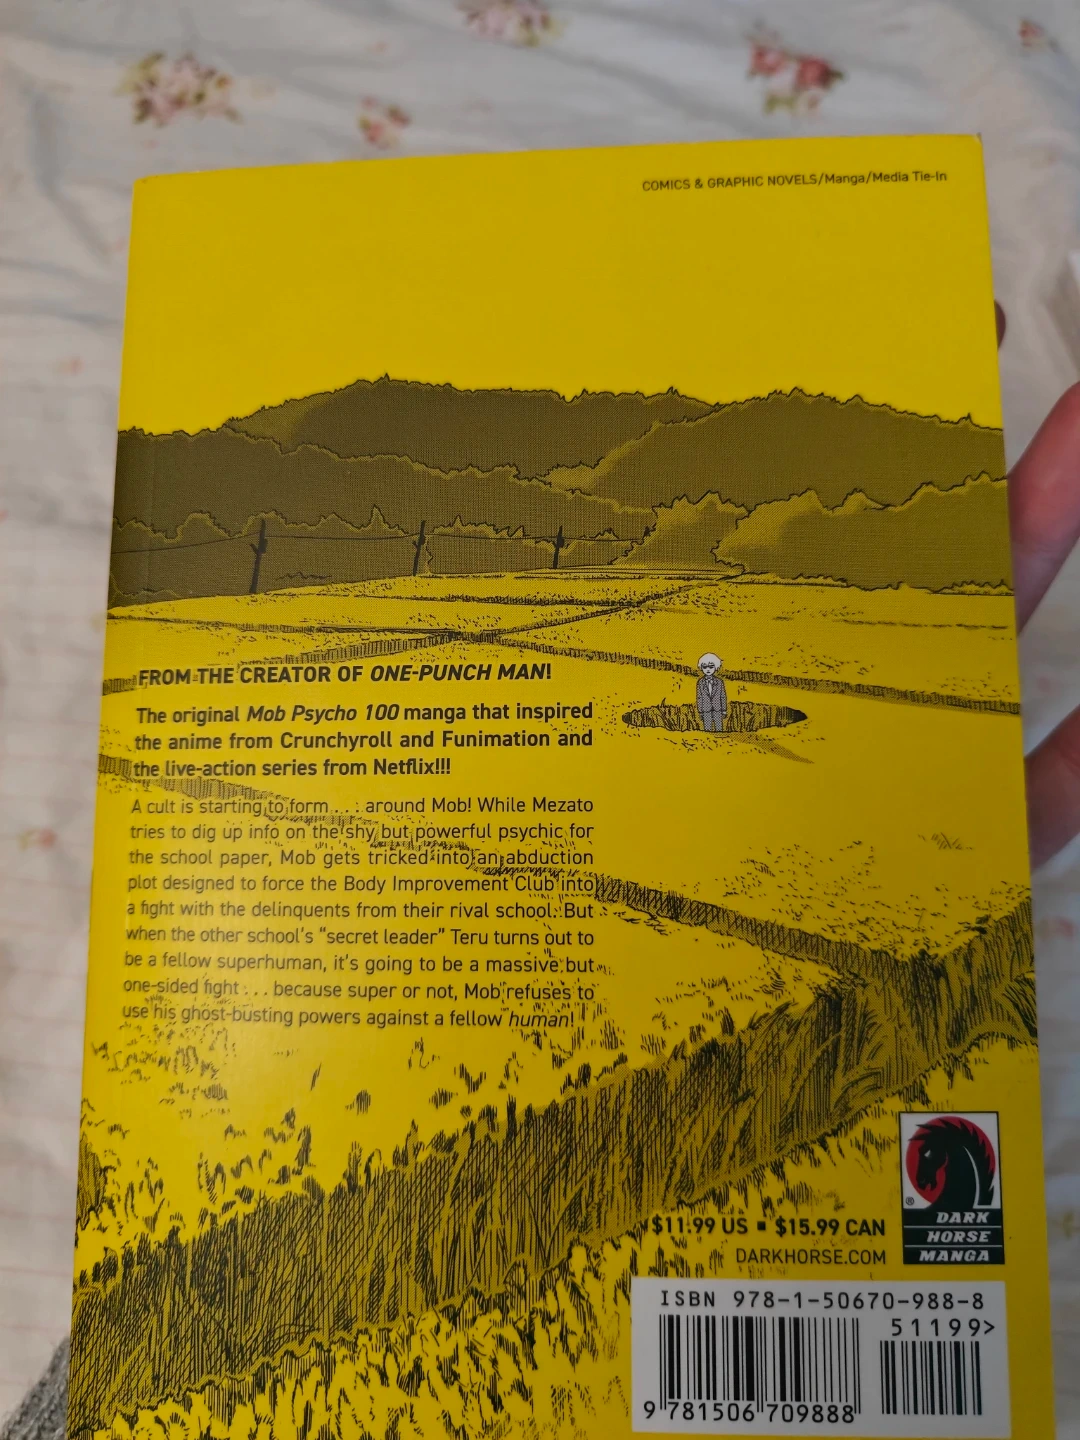 COMICS & GRAPHIC NOVELS/Manga/Media Tie-In
FROM THE CREATOR OF ONE-PUNCH MAN!
The original Mob Psycho 100 manga that inspired
the anime from Crunchyroll and Funimation and
the live-action series from Netflix!!!
A cult is starting to form . . . around Mob! While Mezato
tries to dig up info on the shy but powerful psychic for
the school paper, Mob gets tricked into an abduction
plot designed to force the Body Improvement Club into
a fight with the delinquents from their rival school. But
when the other school's “secret leader” Teru turns out to
be a fellow superhuman, it's going to be a massive but
one-sided fight . . . because super or not, Mob refuses to
use his ghost-busting powers against a fellow human!
$11.99 US ▪ $15.99 CAN
DARKHORSE.COM
®
DARK
HORSE
MANGA
ISBN 978-1-50670-988-8
51199>
9 781506 709888